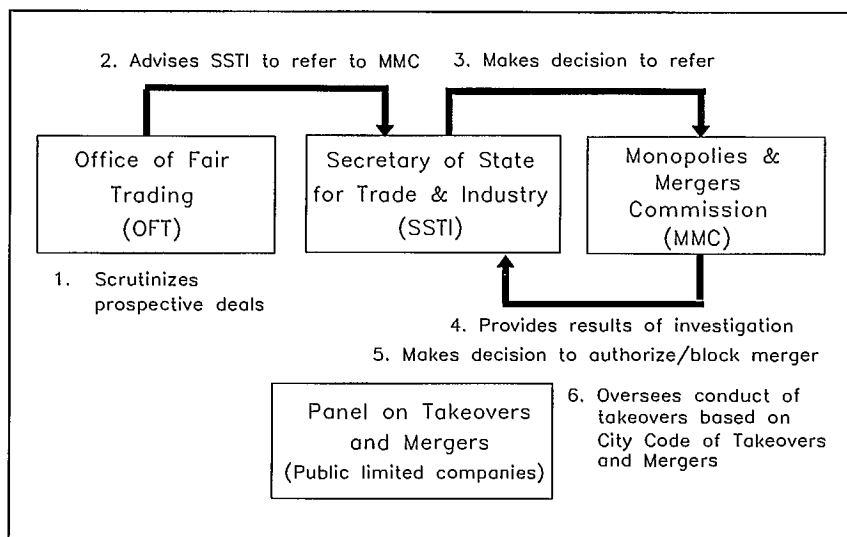 2. Advises SSTI to refer to MMC
3. Makes decision to refer
Office of Fair
Trading
(OFT)
Secretary of State
for Trade & Industry
(SSTI)
Monopolies &
Mergers
Commission
(MMC)
1. Scrutinizes
prospective deals
4. Provides results of investigation
5. Makes decision to authorize/block merger
Panel on Takeovers
and Mergers
(Public limited companies)
6. Oversees conduct of
takeovers based on
City Code of Takeovers
and Mergers